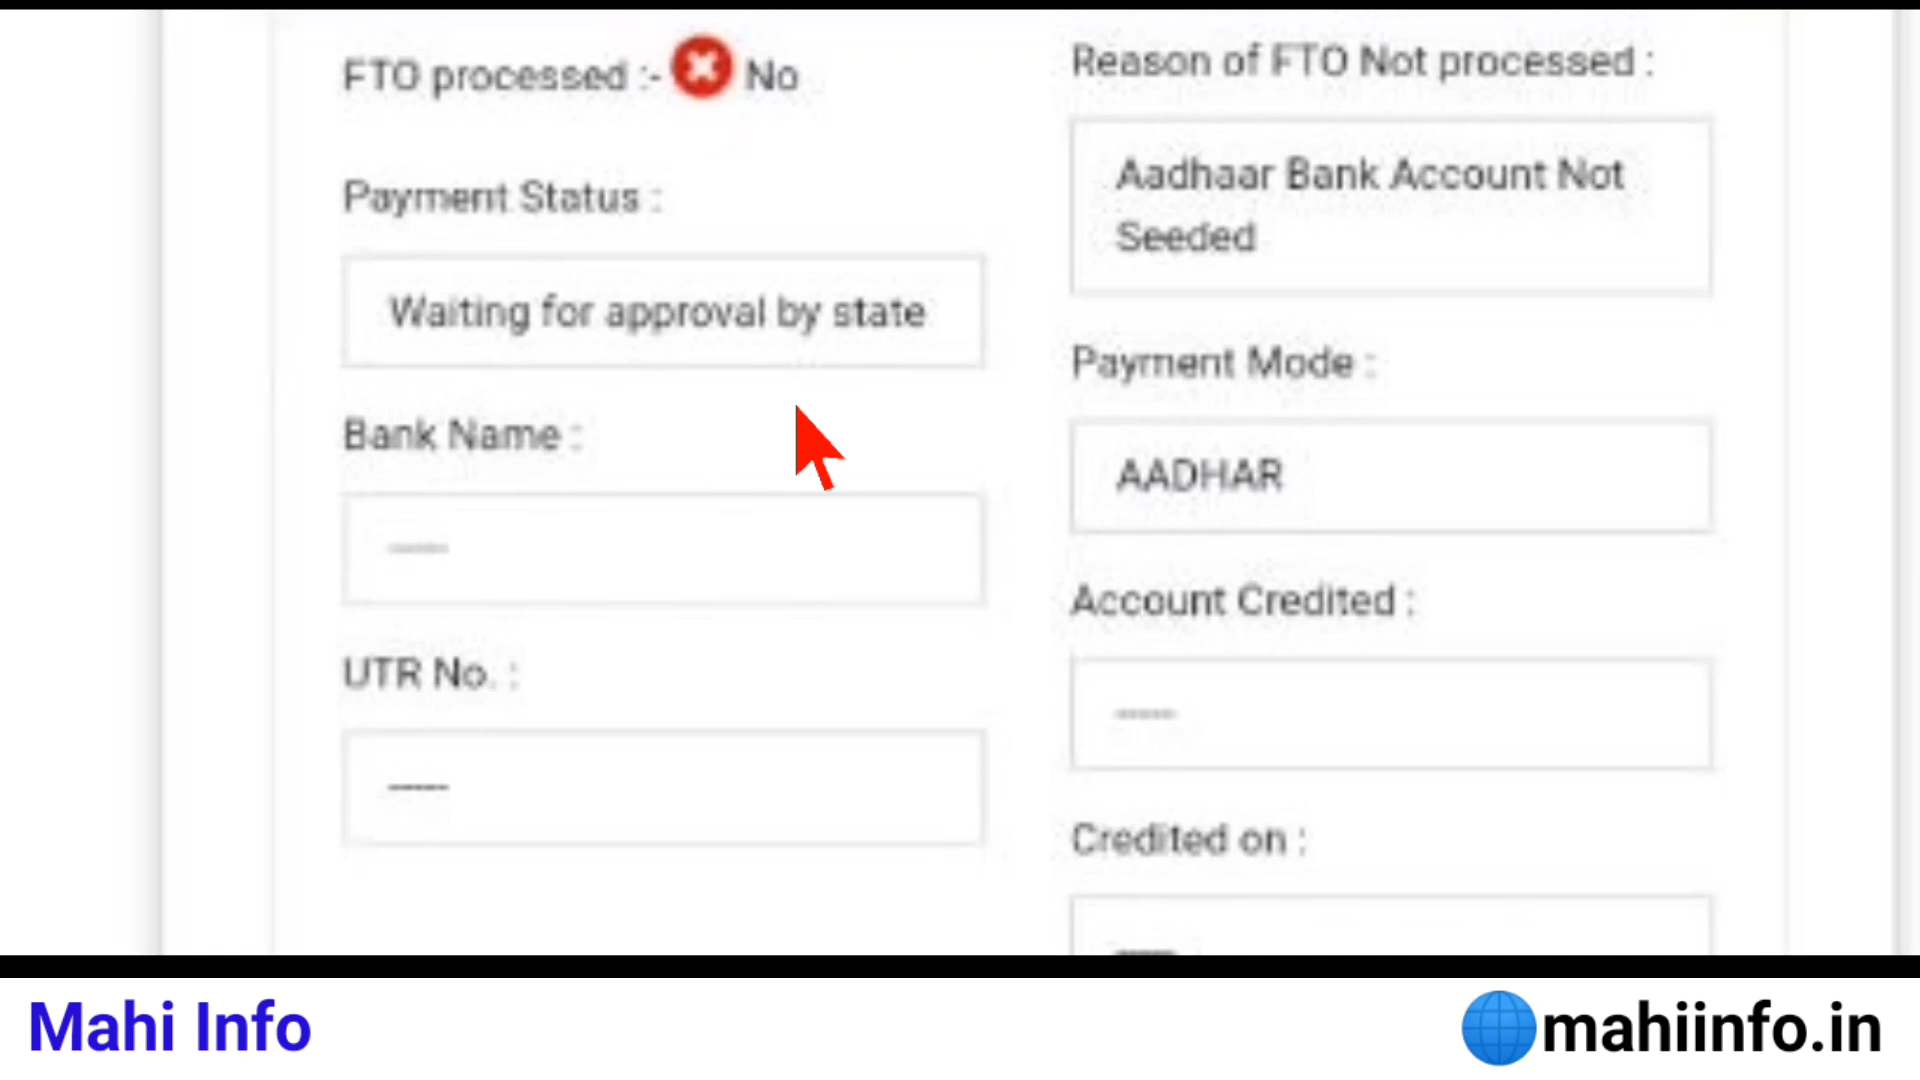 FTO processed :- No
Payment Status :
Waiting for approval by state
Bank Name :
-----
UTR No. :
-----
Reason of FTO Not processed :
Aadhaar Bank Account Not
Seeded
Payment Mode :
AADHAR
Account Credited :
-----
Credited on :
-----
Mahi Info
mahiinfo.in